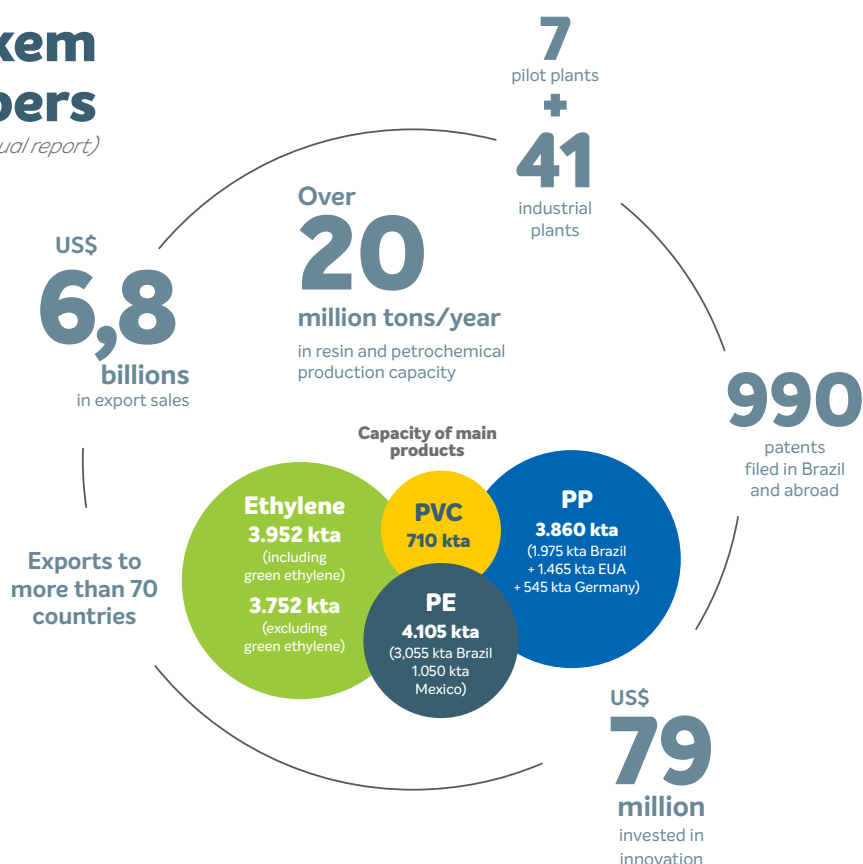 kem
bers
ual report)
7
pilot plants
+
41
industrial
plants
Over
20
million tons/year
in resin and petrochemical
production capacity
US$
6,8
billions
in export sales
990
patents
filed in Brazil
and abroad
Capacity of main
products
Ethylene
3.952 kta
(including
green ethylene)
3.752 kta
(excluding
green ethylene)
PVC
710 kta
PP
3.860 kta
(1.975 kta Brazil
+ 1.465 kta EUA
+ 545 kta Germany)
PE
4.105 kta
(3,055 kta Brazil
1.050 kta
Mexico)
Exports to
more than 70
countries
US$
79
million
invested in
innovation